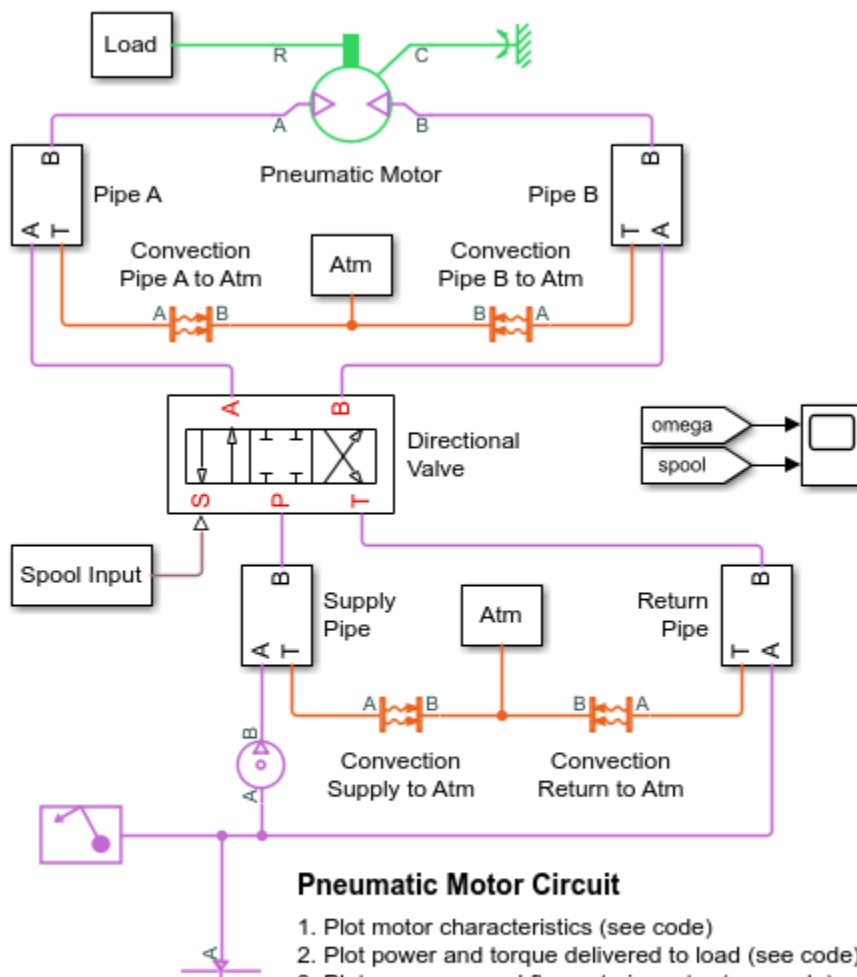 Load
R
C
A
B
Pneumatic Motor
B
Pipe A
A
T
B
Pipe B
T
A
Convection
Pipe A to Atm
Atm
Convection
Pipe B to Atm
A
B
B
A
A
B
Directional
Valve
S
P
T
omega
spool
Spool Input
B
Supply
Pipe
A
T
Atm
B
Return
Pipe
T
A
A
B
B
A
Convection
Supply to Atm
Convection
Return to Atm
B
A
Pneumatic Motor Circuit
1. Plot motor characteristics (see code)
2. Plot power and torque delivered to load (see code)
A